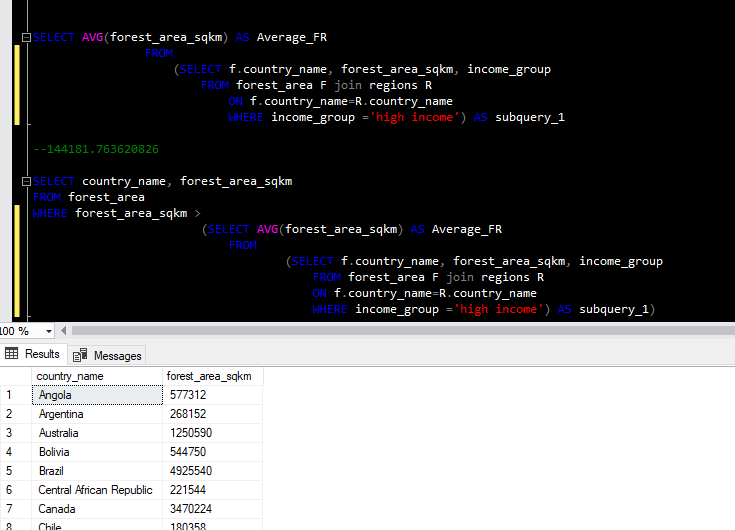 SELECT AVG(forest_area_sqkm) AS Average_FR
FROM
(SELECT f.country_name, forest_area_sqkm, income_group
FROM forest_area F join regions R
ON f.country_name=R.country_name
WHERE income_group ='high income') AS subquery_1
--144181.763620826
SELECT country_name, forest_area_sqkm
FROM forest_area
WHERE forest_area_sqkm >
(SELECT AVG(forest_area_sqkm) AS Average_FR
FROM
(SELECT f.country_name, forest_area_sqkm, income_group
FROM forest_area F join regions R
ON f.country_name=R.country_name
WHERE income_group ='high income') AS subquery_1)
100 %
Results Messages
country_name forest_area_sqkm
1 Angola 577312
2 Argentina 268152
3 Australia 1250590
4 Bolivia 544750
5 Brazil 4925540
6 Central African Republic 221544
7 Canada 3470224
8 Chile 180358